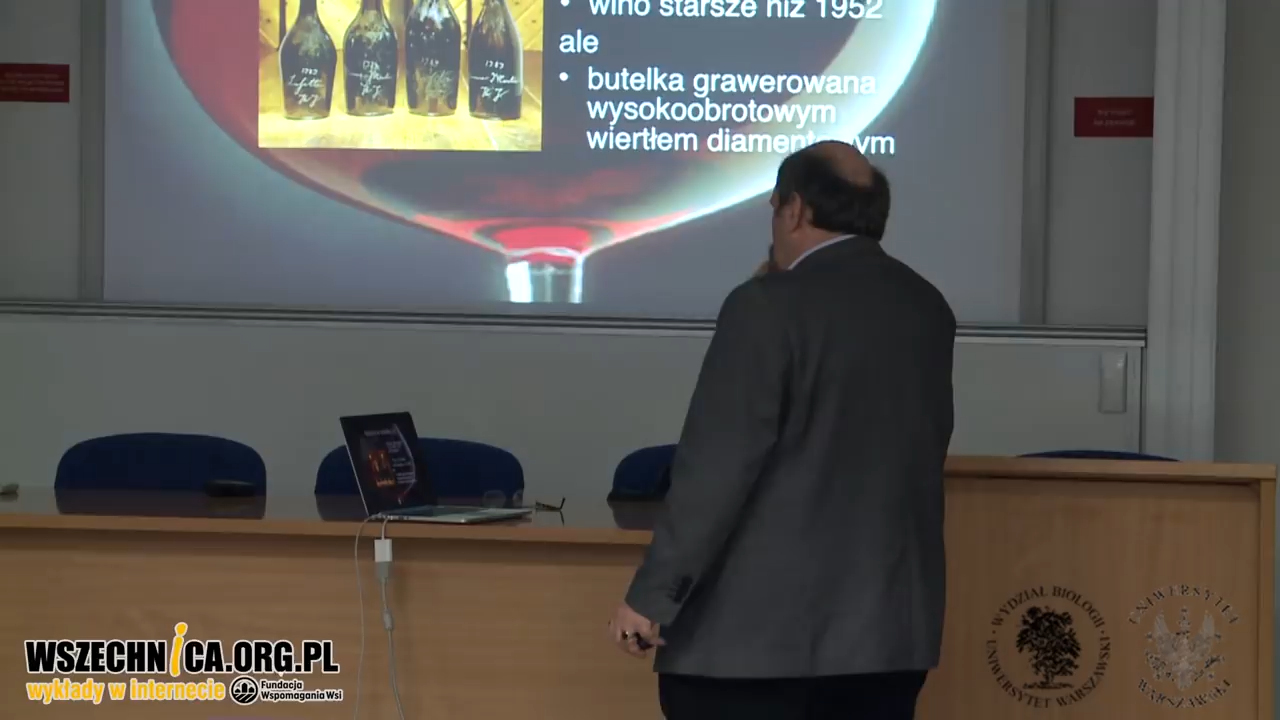 • wino starsze niż 1952
ale
• butelka grawerowana
wysokoobrotowym
wiertłem diamentowym
WSZECHNICA.ORG.PL
wykłady w internecie
Fundacja
Wspomagania Wsi
WYDZIAŁ BIOLOGII
UNIWERSYTET WARSZAWSKI
UNIWERSYTET
WARSZAWSKI